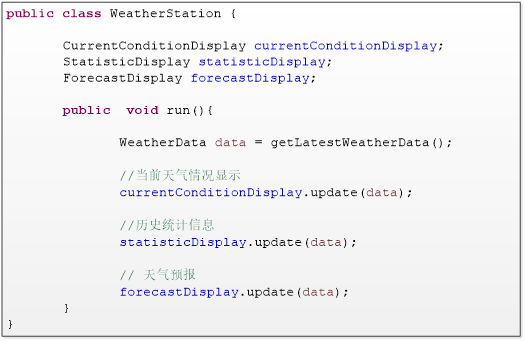 public class WeatherStation {
CurrentConditionDisplay currentConditionDisplay;
StatisticDisplay statisticDisplay;
ForecastDisplay forecastDisplay;
public  void run(){
WeatherData data = getLatestWeatherData();
//当前天气情况显示
currentConditionDisplay.update(data);
//历史统计信息
statisticDisplay.update(data);
// 天气预报
forecastDisplay.update(data);
}
}